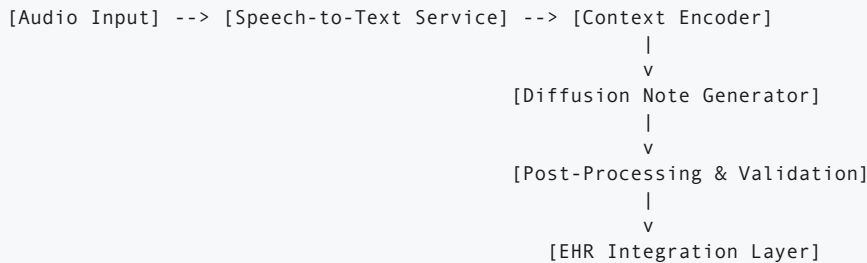 [Audio Input] --> [Speech-to-Text Service] --> [Context Encoder]
|
v
[Diffusion Note Generator]
|
v
[Post-Processing & Validation]
|
v
[EHR Integration Layer]